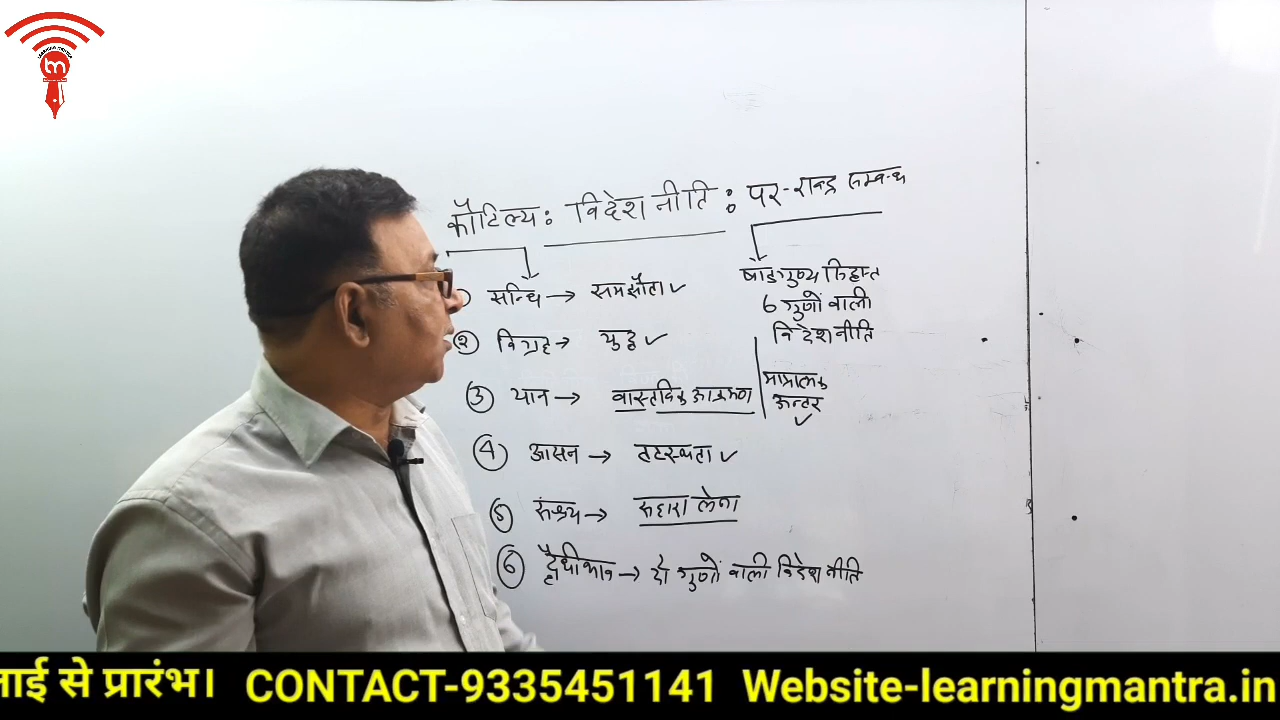 कौटिल्य : विदेश नीति : पर-राष्ट्र सम्बन्ध
षाडगुण्य सिद्धान्त
6 गुणों वाली
विदेश नीति
सन्धि → समझौता ✓
② विग्रह → युद्ध ✓
③ यान → वास्तविक आक्रमण
④ आसन → तटस्थता ✓
⑤ संश्रय → सहारा लेना
⑥ द्वैधीभाव → दो गुणों वाली विदेश नीति
अन्तर ✓
ाई से प्रारंभ। CONTACT-9335451141 Website-learningmantra.in